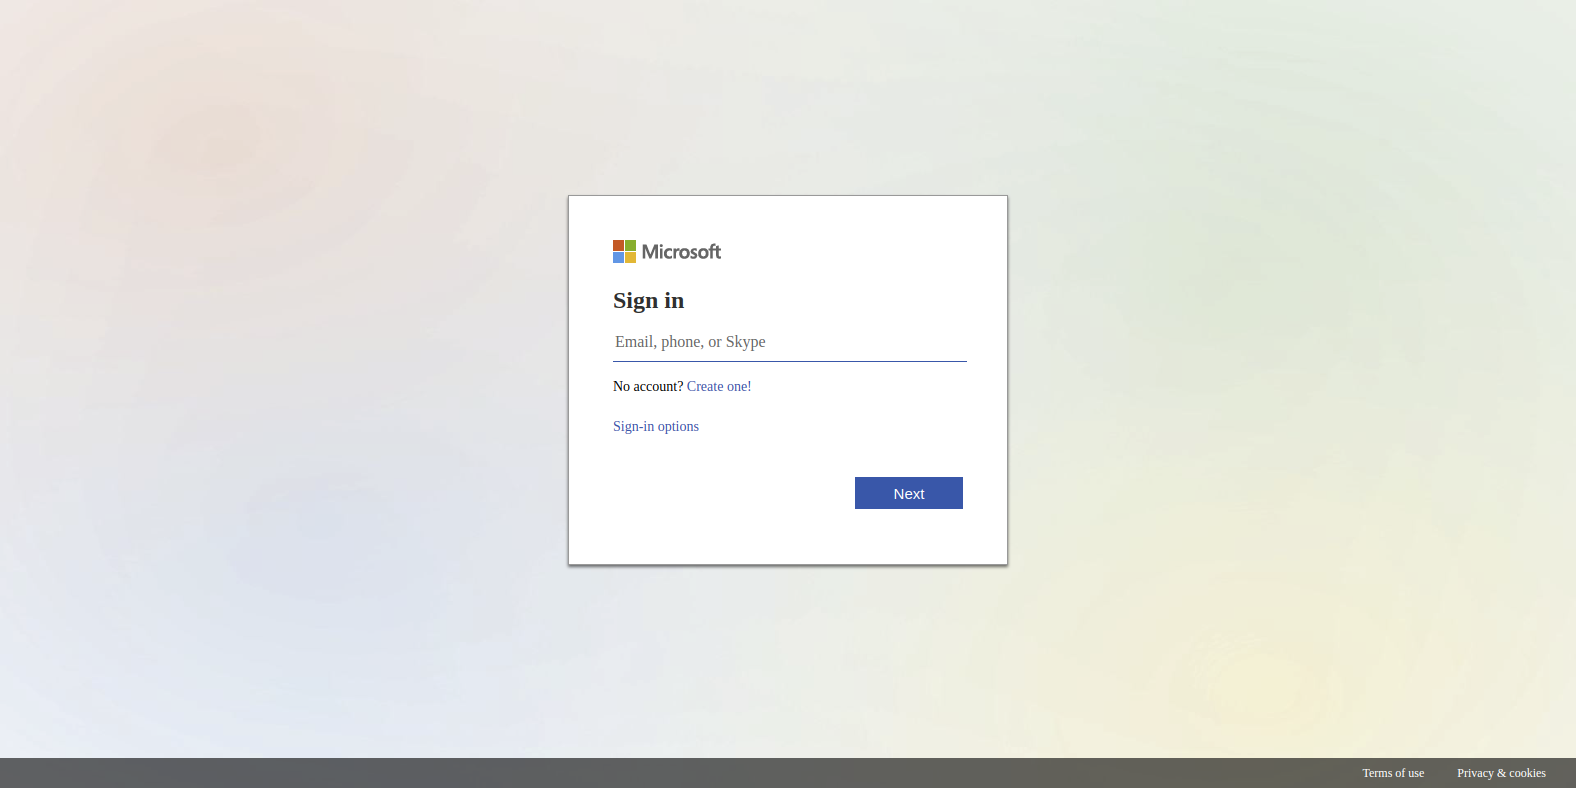 Microsoft
Sign in
Email, phone, or Skype
No account? Create one!
Sign-in options
Next
Terms of use Privacy & cookies